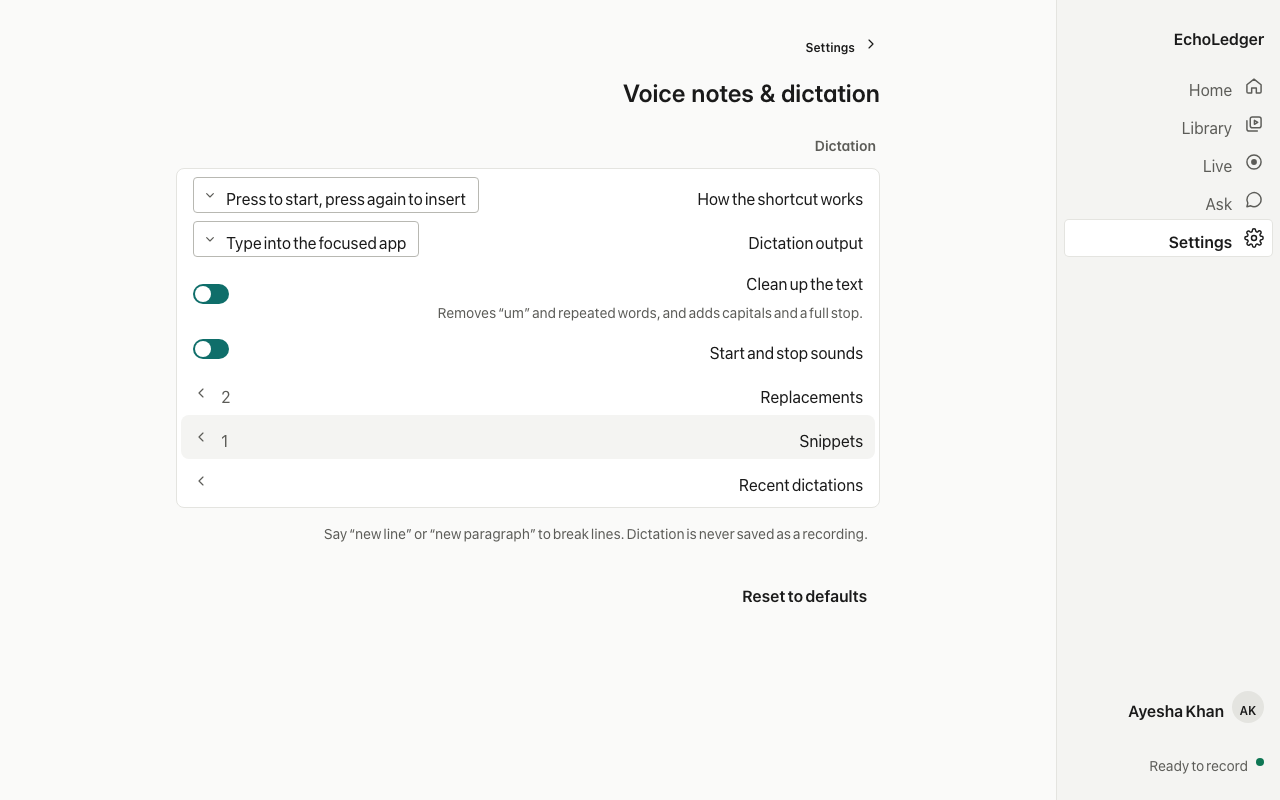 EchoLedger
Home
Library
Live
Ask
Settings
Ayesha Khan
AK
Ready to record
Settings
Voice notes & dictation
Dictation
How the shortcut works
Press to start, press again to insert
Dictation output
Type into the focused app
Clean up the text
Removes “um” and repeated words, and adds capitals and a full stop.
Start and stop sounds
Replacements
2
Snippets
1
Recent dictations
Say “new line” or “new paragraph” to break lines. Dictation is never saved as a recording.
Reset to defaults